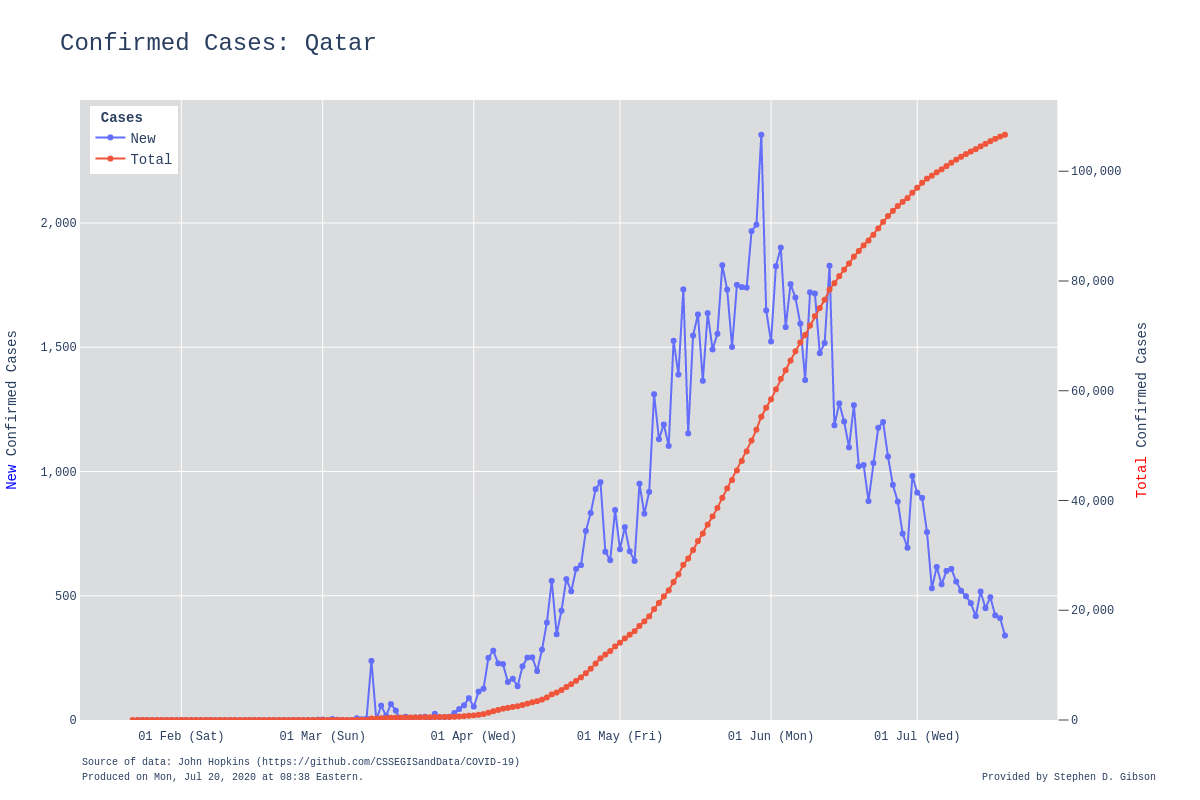 Confirmed Cases: Qatar
Cases
New
Total
2,000
1,500
1,000
500
0
100,000
80,000
60,000
40,000
20,000
0
New Confirmed Cases
Total Confirmed Cases
01 Feb (Sat)
01 Mar (Sun)
01 Apr (Wed)
01 May (Fri)
01 Jun (Mon)
01 Jul (Wed)
Source of data: John Hopkins (https://github.com/CSSEGISandData/COVID-19)
Produced on Mon, Jul 20, 2020 at 08:38 Eastern.
Provided by Stephen D. Gibson